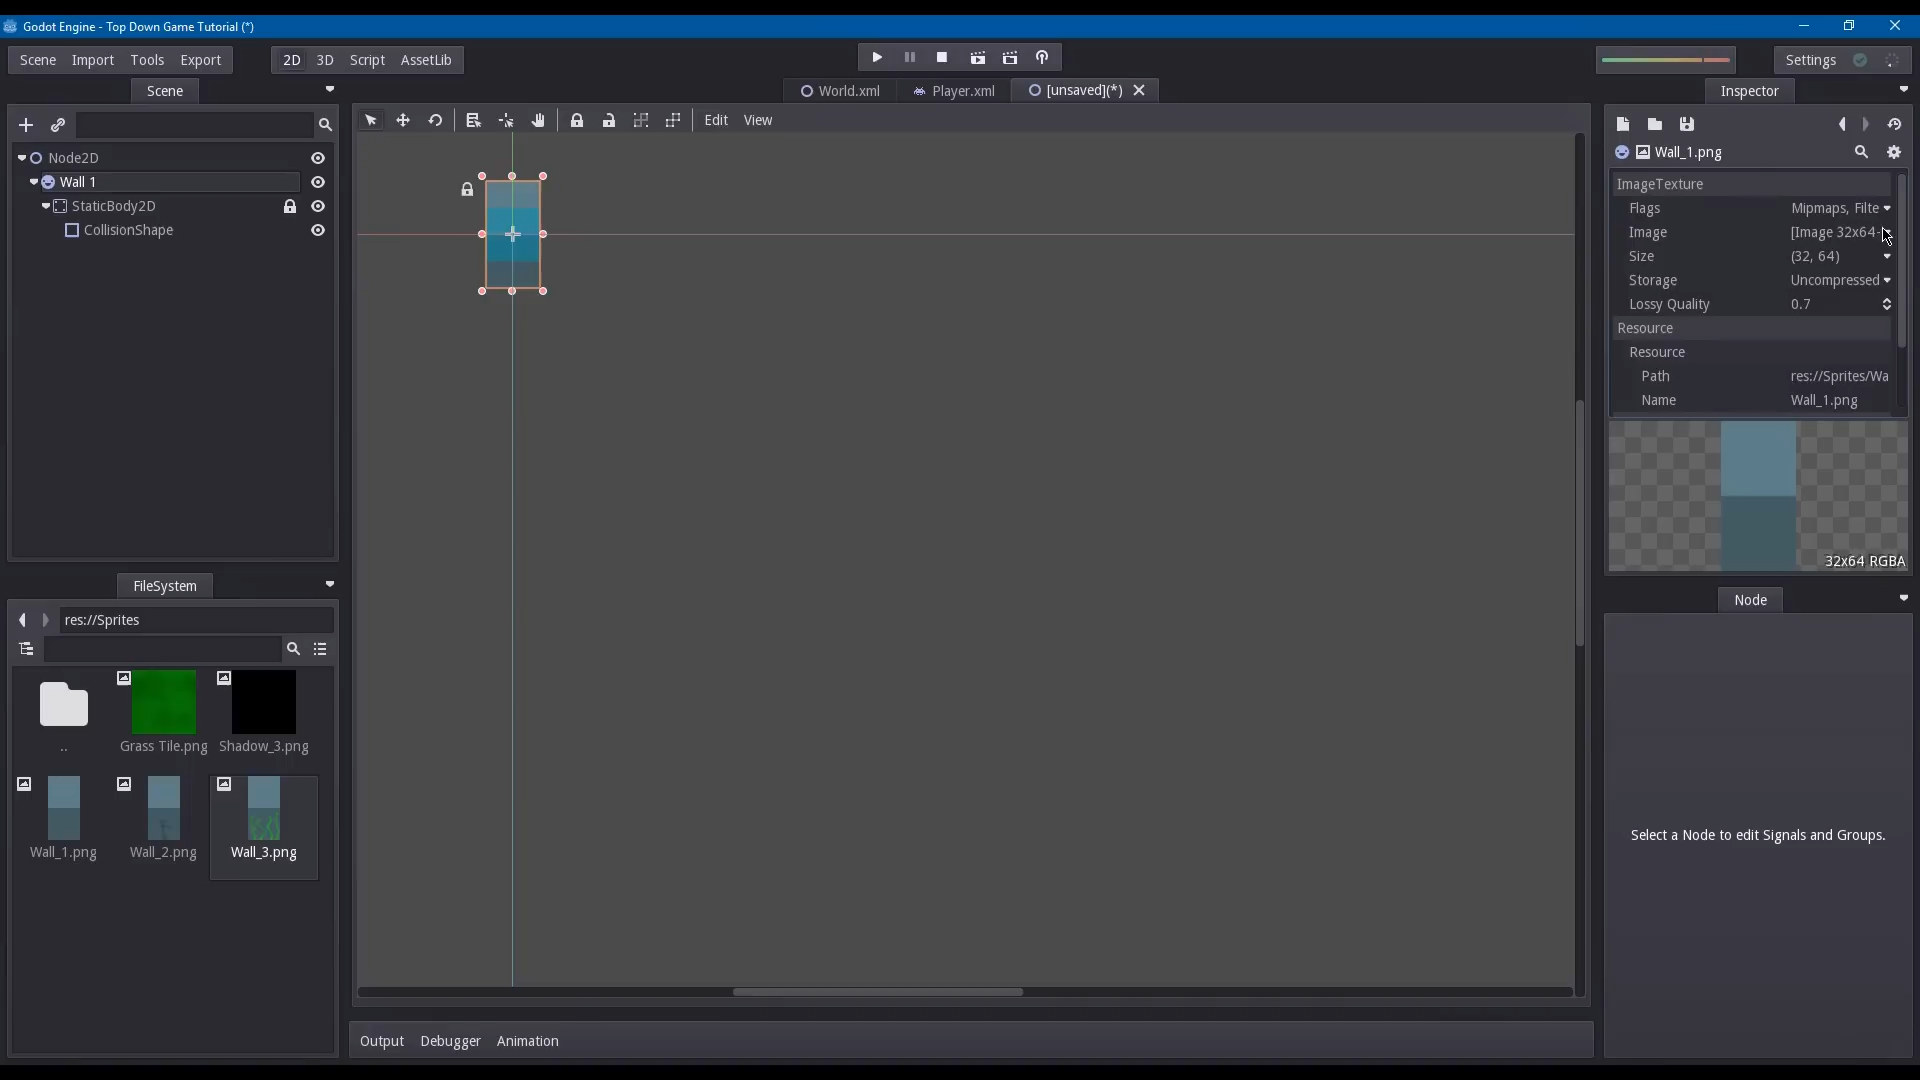 Godot Engine - Top Down Game Tutorial (*)
Scene Import Tools Export
2D 3D Script AssetLib
Settings
Scene
World.xml
Player.xml
[unsaved](*)
Inspector
Edit View
Node2D
Wall 1
StaticBody2D
CollisionShape
Wall_1.png
ImageTexture
Flags Mipmaps, Filte
Image [Image 32x64-
Size (32, 64)
Storage Uncompressed
Lossy Quality 0.7
Resource
Resource
Path res://Sprites/Wa
Name Wall_1.png
32x64 RGBA
FileSystem
res://Sprites
..
Grass Tile.png
Shadow_3.png
Wall_1.png
Wall_2.png
Wall_3.png
Node
Select a Node to edit Signals and Groups.
Output Debugger Animation